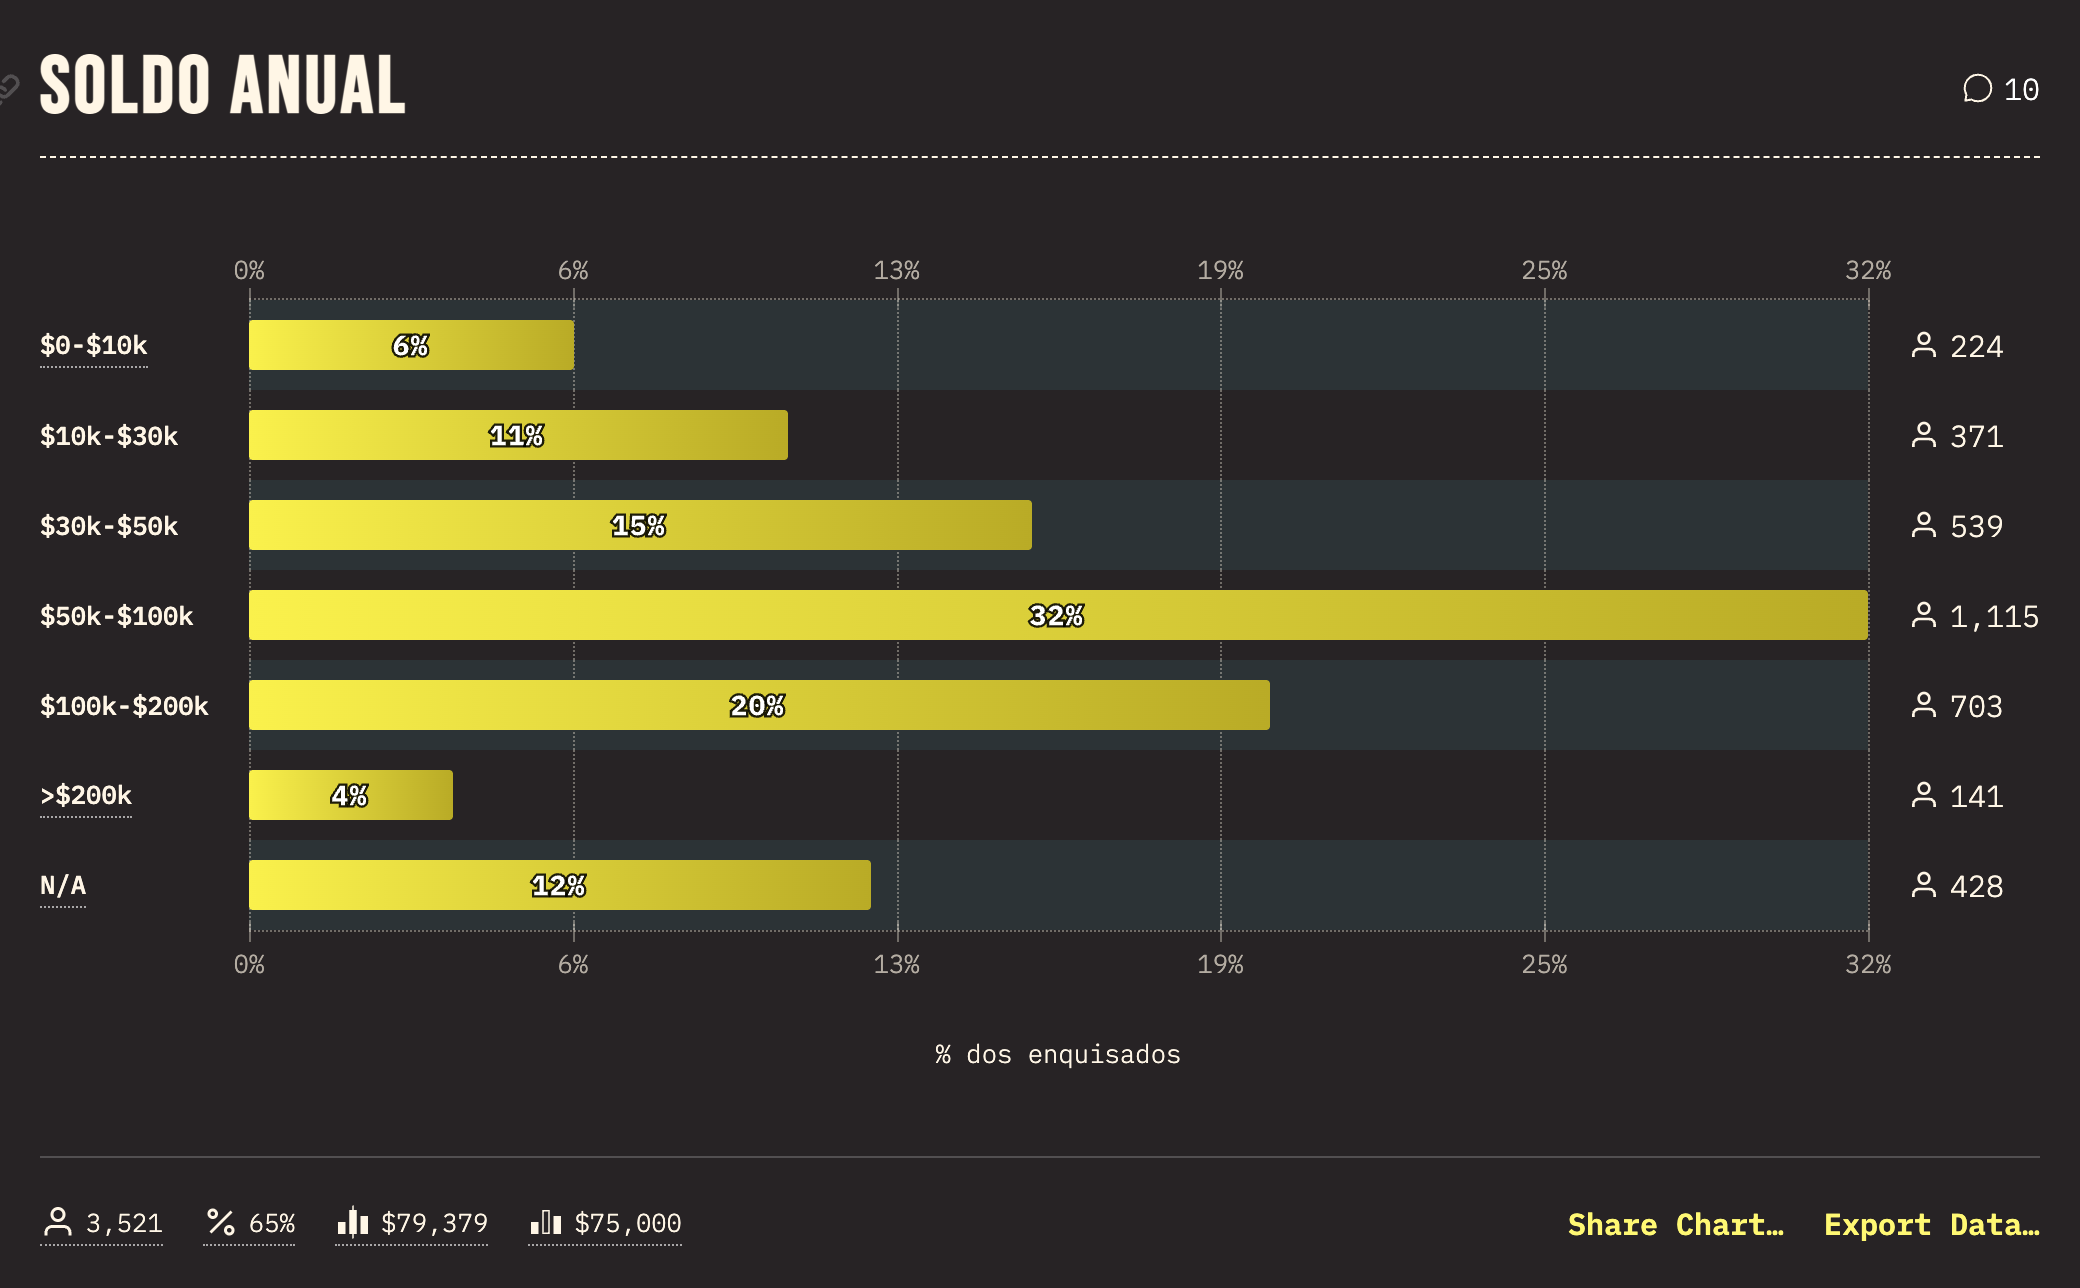 SOLDO ANUAL
10
0% 6% 13% 19% 25% 32%
$0-$10k 6% 224
$10k-$30k 11% 371
$30k-$50k 15% 539
$50k-$100k 32% 1,115
$100k-$200k 20% 703
>$200k 4% 141
N/A 12% 428
0% 6% 13% 19% 25% 32%
% dos enquisados
3,521 65% $79,379 $75,000 Share Chart… Export Data…